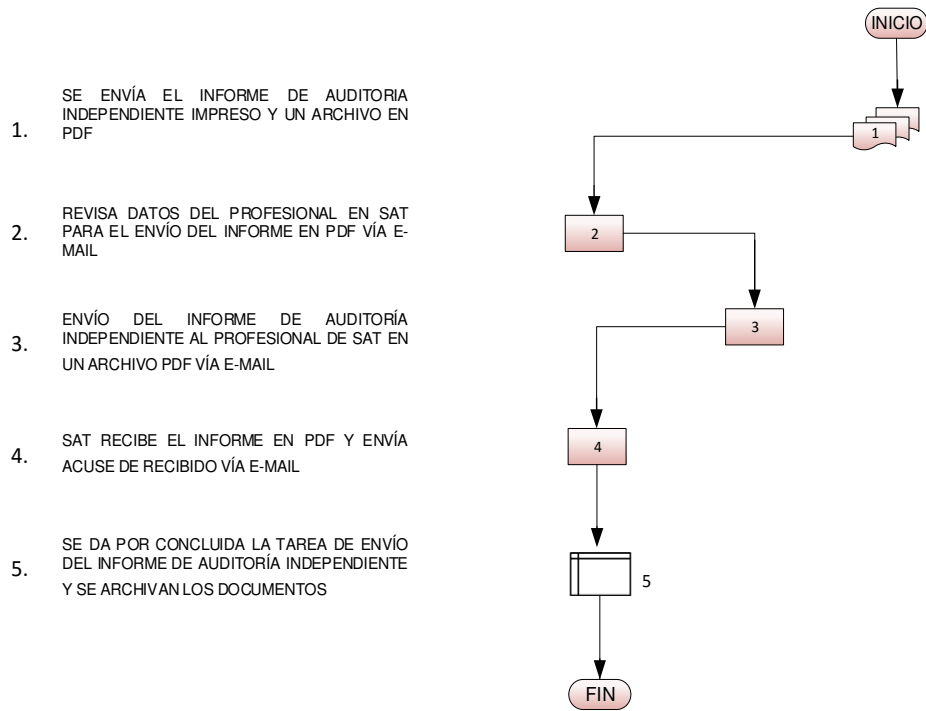 INICIO
1.
SE ENVÍA EL INFORME DE AUDITORIA
INDEPENDIENTE IMPRESO Y UN ARCHIVO EN
PDF
1
2.
REVISA DATOS DEL PROFESIONAL EN SAT
PARA EL ENVÍO DEL INFORME EN PDF VÍA E-
MAIL
2
3.
ENVÍO DEL INFORME DE AUDITORÍA
INDEPENDIENTE AL PROFESIONAL DE SAT EN
UN ARCHIVO PDF VÍA E-MAIL
3
4.
SAT RECIBE EL INFORME EN PDF Y ENVÍA
ACUSE DE RECIBIDO VÍA E-MAIL
4
5.
SE DA POR CONCLUIDA LA TAREA DE ENVÍO
DEL INFORME DE AUDITORÍA INDEPENDIENTE
Y SE ARCHIVAN LOS DOCUMENTOS
5
FIN